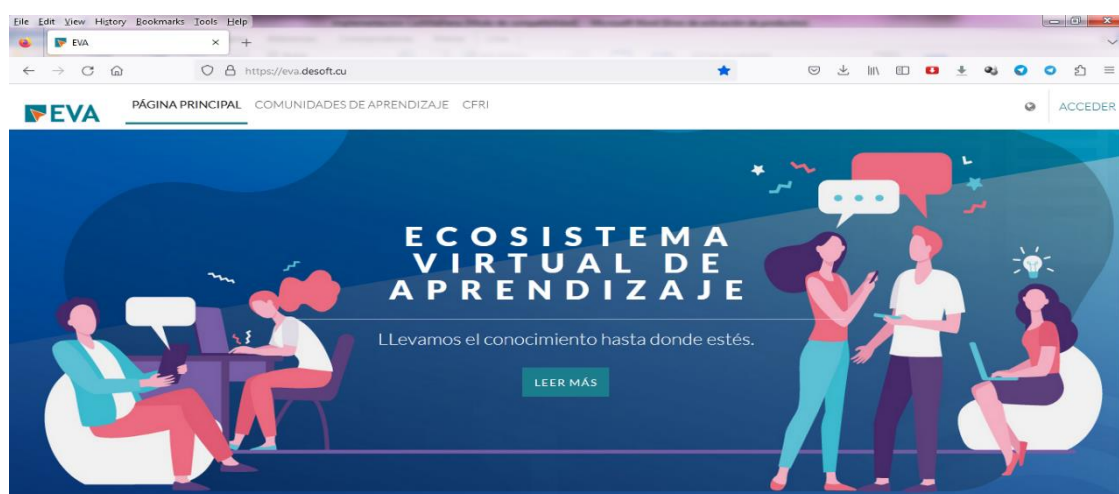 File Edit View History Bookmarks Tools Help
EVA
https://eva.desoft.cu
EVA
PÁGINA PRINCIPAL COMUNIDADES DE APRENDIZAJE CFRI
ACCEDER
ECOSISTEMA
VIRTUAL DE
APRENDIZAJE
LLevamos el conocimiento hasta donde estés.
LEER MÁS